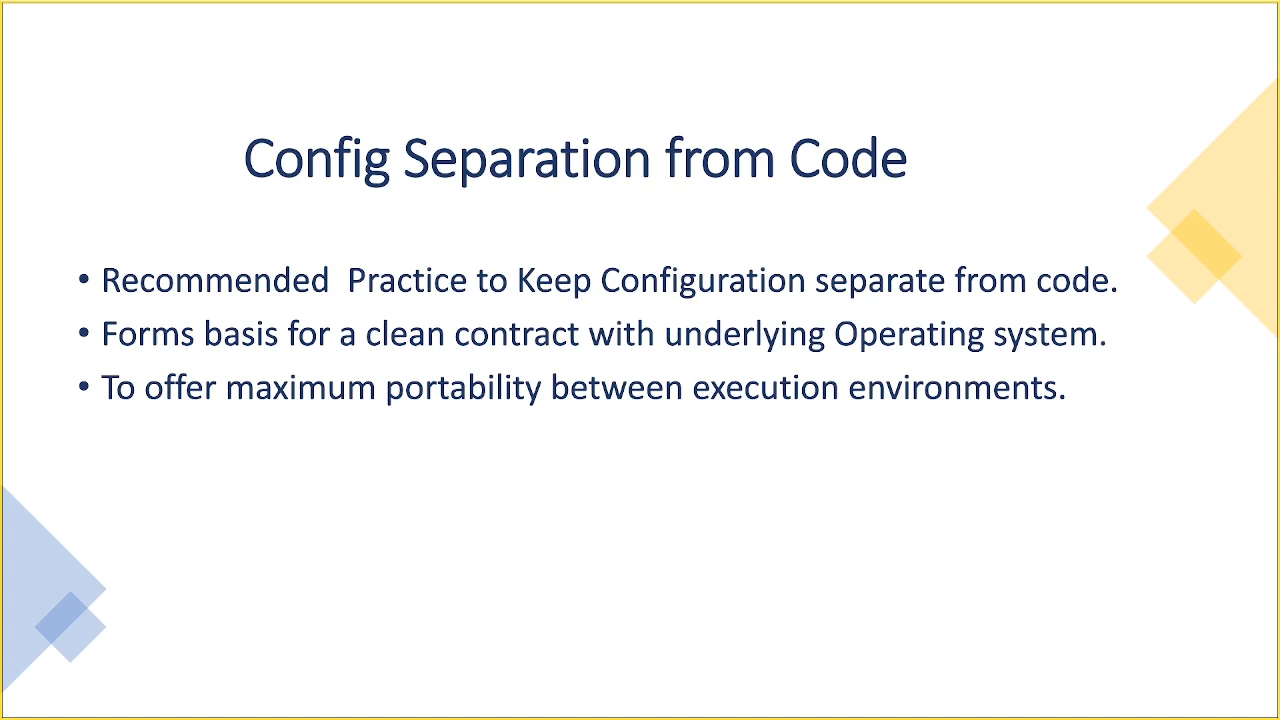 Config Separation from Code
• Recommended  Practice to Keep Configuration separate from code.
• Forms basis for a clean contract with underlying Operating system.
• To offer maximum portability between execution environments.